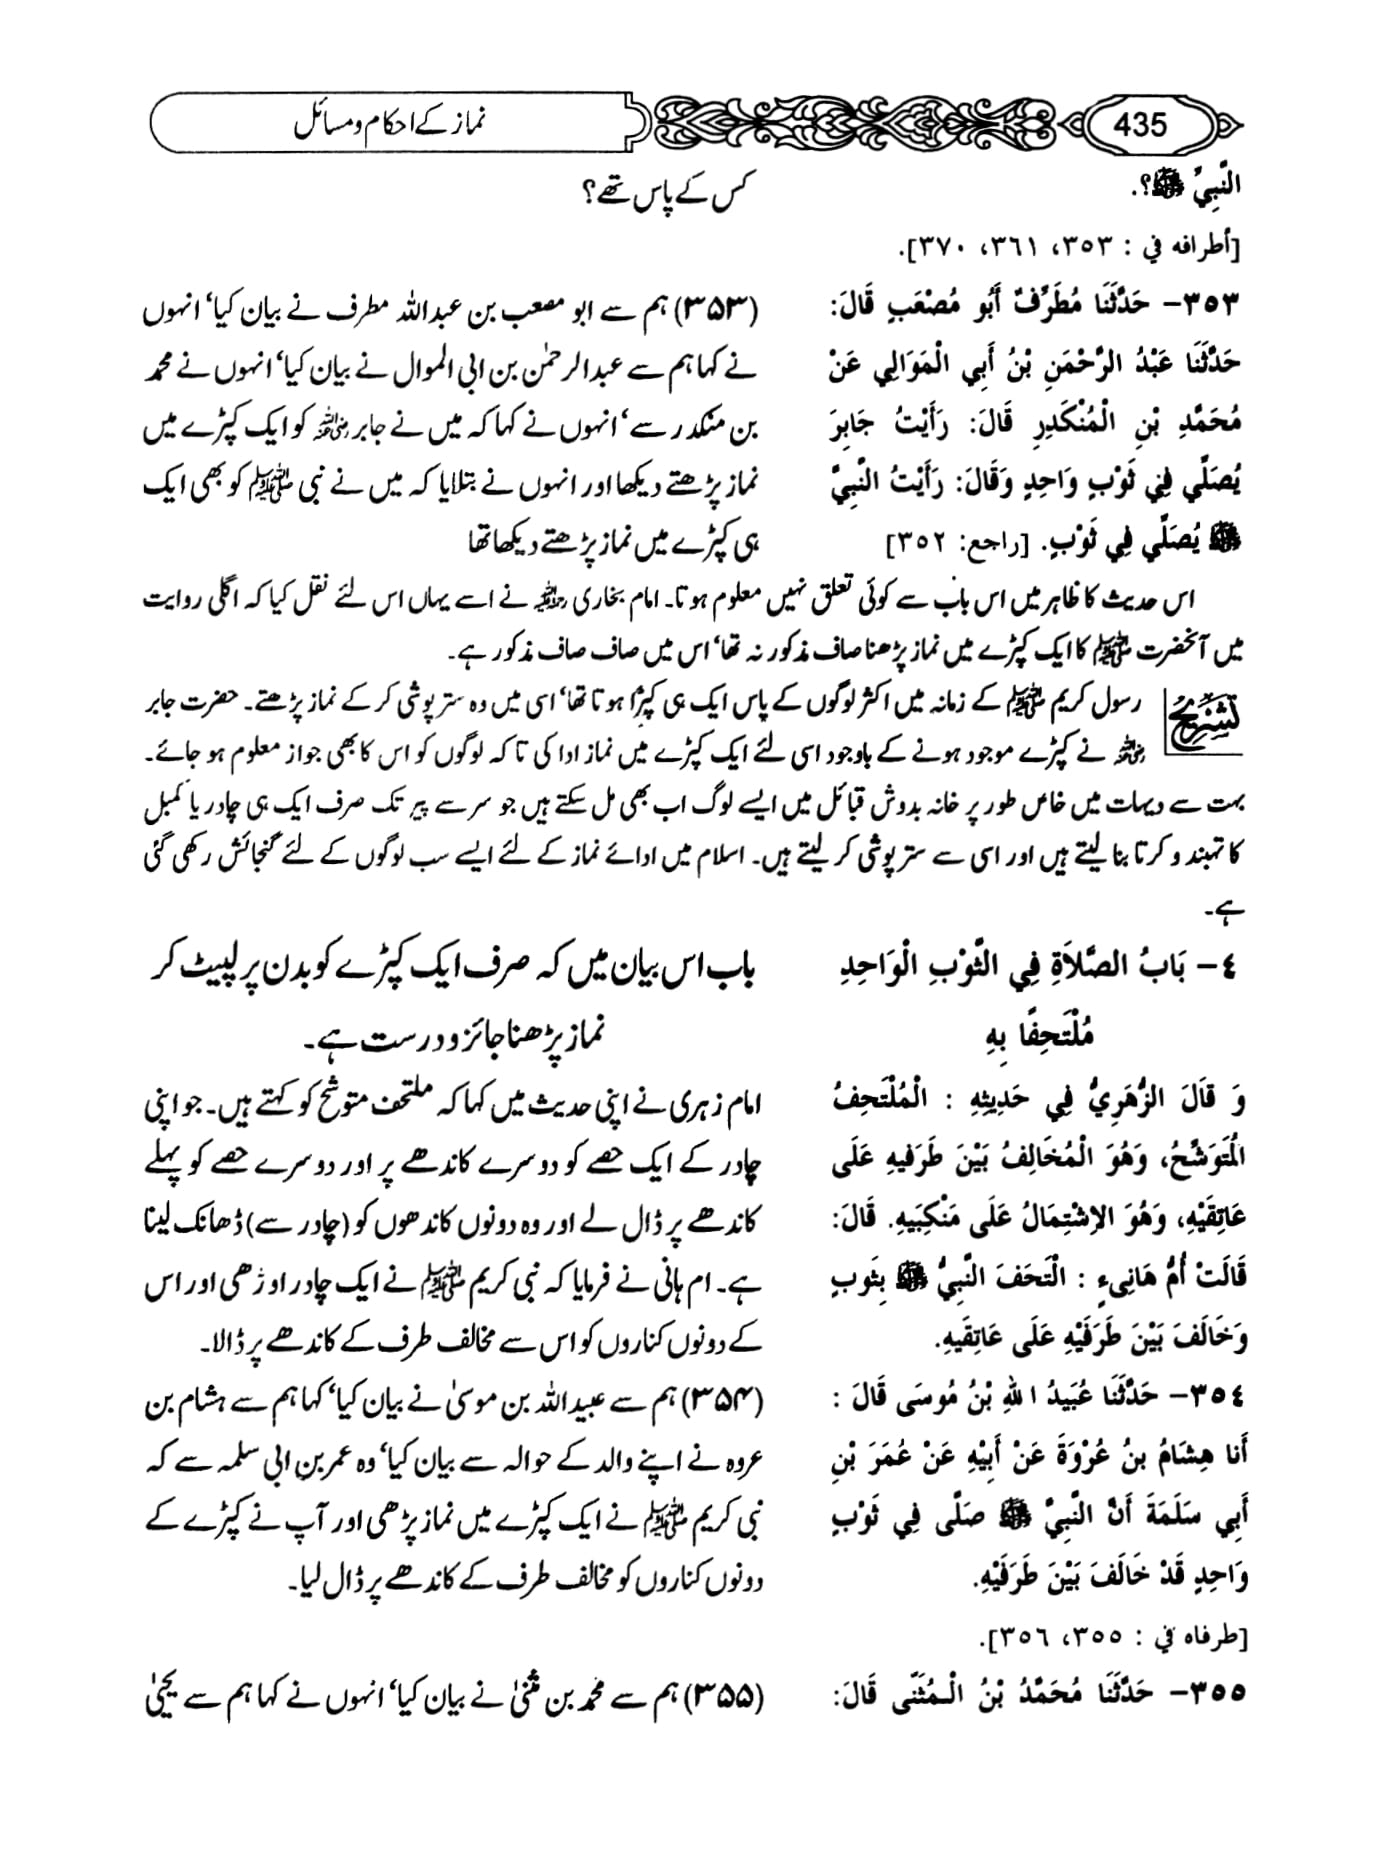 نماز کے احکام و مسائل
435
النَّبِيِّ ﷺ؟.
[أطرافه في : ٣٥٣، ٣٦١، ٣٧٠].
٣٥٣- حَدَّثَنَا مُطَرِّفٌ أَبُو مُصْعَبٍ قَالَ:
حَدَّثَنَا عَبْدُ الرَّحْمَنِ بْنُ أَبِي الْمَوَالِي عَنْ
مُحَمَّدِ بْنِ الْمُنْكَدِرِ قَالَ: رَأَيْتُ جَابِرَ
يُصَلِّي فِي ثَوْبٍ وَاحِدٍ وَقَالَ: رَأَيْتُ النَّبِيَّ
ﷺ يُصَلِّي فِي ثَوْبٍ. [راجع: ٣٥٢]
کس کے پاس تھے؟
(۳۵۳) ہم سے ابو مصعب بن عبداللہ مطرف نے بیان کیا‘ انہوں
نے کہا ہم سے عبدالرحمٰن بن ابی الموال نے بیان کیا‘ انہوں نے محمد
بن منکدر سے‘ انہوں نے کہا کہ میں نے جابر رضی اللہ عنہ کو ایک کپڑے میں
نماز پڑھتے دیکھا اور انہوں نے بتلایا کہ میں نے نبی ﷺ کو بھی ایک
ہی کپڑے میں نماز پڑھتے دیکھا تھا
اس حدیث کا ظاہر میں اس باب سے کوئی تعلق نہیں معلوم ہوتا۔ امام بخاری رحمہ اللہ نے اسے یہاں اس لئے نقل کیا کہ اگلی روایت
میں آنحضرت ﷺ کا ایک کپڑے میں نماز پڑھنا صاف مذکور نہ تھا‘ اس میں صاف صاف مذکور ہے۔
تشریح رسول کریم ﷺ کے زمانہ میں اکثر لوگوں کے پاس ایک ہی کپڑا ہوتا تھا‘ اسی میں وہ ستر پوشی کر کے نماز پڑھتے۔ حضرت جابر
رضی اللہ عنہ نے کپڑے موجود ہونے کے باوجود اسی لئے ایک کپڑے میں نماز ادا کی تاکہ لوگوں کو اس کا بھی جواز معلوم ہو جائے۔
بہت سے دیہات میں خاص طور پر خانہ بدوش قبائل میں ایسے لوگ اب بھی مل سکتے ہیں جو سر سے پیر تک صرف ایک ہی چادر یا کمبل
کا تہبند و کرتا بنا لیتے ہیں اور اسی سے ستر پوشی کر لیتے ہیں۔ اسلام میں ادائے نماز کے لئے ایسے سب لوگوں کے لئے گنجائش رکھی گئی
ہے۔
٤- بَابُ الصَّلاَةِ فِي الثَّوْبِ الْوَاحِدِ
مُلْتَحِفًا بِهِ
وَ قَالَ الزُّهَرِيُّ فِي حَدِيثِهِ : الْمُلْتَحِفُ
الْمُتَوَشِّحُ، وَهُوَ الْمُخَالِفُ بَيْنَ طَرَفيهِ عَلَى
عَاتِقَيْهِ، وَهُوَ الاِشْتِمَالُ عَلَى مَنْكِبَيهِ. قَالَ:
قَالَتْ أُمُّ هَانِىءٍ : الْتَحَفَ النَّبِيُّ ﷺ بِثَوبٍ
وَخَالَفَ بَيْنَ طَرَفَيْهِ عَلَى عَاتِقَيهِ.
٣٥٤- حَدَّثَنَا عُبَيدُ اللهِ بْنُ مُوسَى قَالَ :
أَنا هِشَامُ بنُ عُرْوَةَ عَنْ أَبِيْهِ عَنْ عُمَرَ بْنِ
أَبِي سَلَمَةَ أَنَّ النَّبِيَّ ﷺ صَلَّى فِي ثَوْبٍ
وَاحِدٍ قَدْ خَالَفَ بَيْنَ طَرَفَيْهِ.
[طرفاه في : ٣٥٥، ٣٥٦].
٣٥٥- حَدَّثَنَا مُحَمَّدُ بْنُ الْمُثَنَّى قَالَ:
باب اس بیان میں کہ صرف ایک کپڑے کو بدن پر لپیٹ کر
نماز پڑھنا جائز و درست ہے۔
امام زہری نے اپنی حدیث میں کہا کہ ملتحف متوشح کو کہتے ہیں۔ جو اپنی
چادر کے ایک حصے کو دوسرے کاندھے پر اور دوسرے حصے کو پہلے
کاندھے پر ڈال لے اور وہ دونوں کاندھوں کو (چادر سے) ڈھانک لینا
ہے۔ ام ہانی نے فرمایا کہ نبی کریم ﷺ نے ایک چادر اوڑھی اور اس
کے دونوں کناروں کو اس سے مخالف طرف کے کاندھے پر ڈالا۔
(۳۵۴) ہم سے عبیداللہ بن موسیٰ نے بیان کیا‘ کہا ہم سے ہشام بن
عروہ نے اپنے والد کے حوالہ سے بیان کیا‘ وہ عمر بن ابی سلمہ سے کہ
نبی کریم ﷺ نے ایک کپڑے میں نماز پڑھی اور آپ نے کپڑے کے
دونوں کناروں کو مخالف طرف کے کاندھے پر ڈال لیا۔
(۳۵۵) ہم سے محمد بن مثنیٰ نے بیان کیا‘ انہوں نے کہا ہم سے یحییٰ